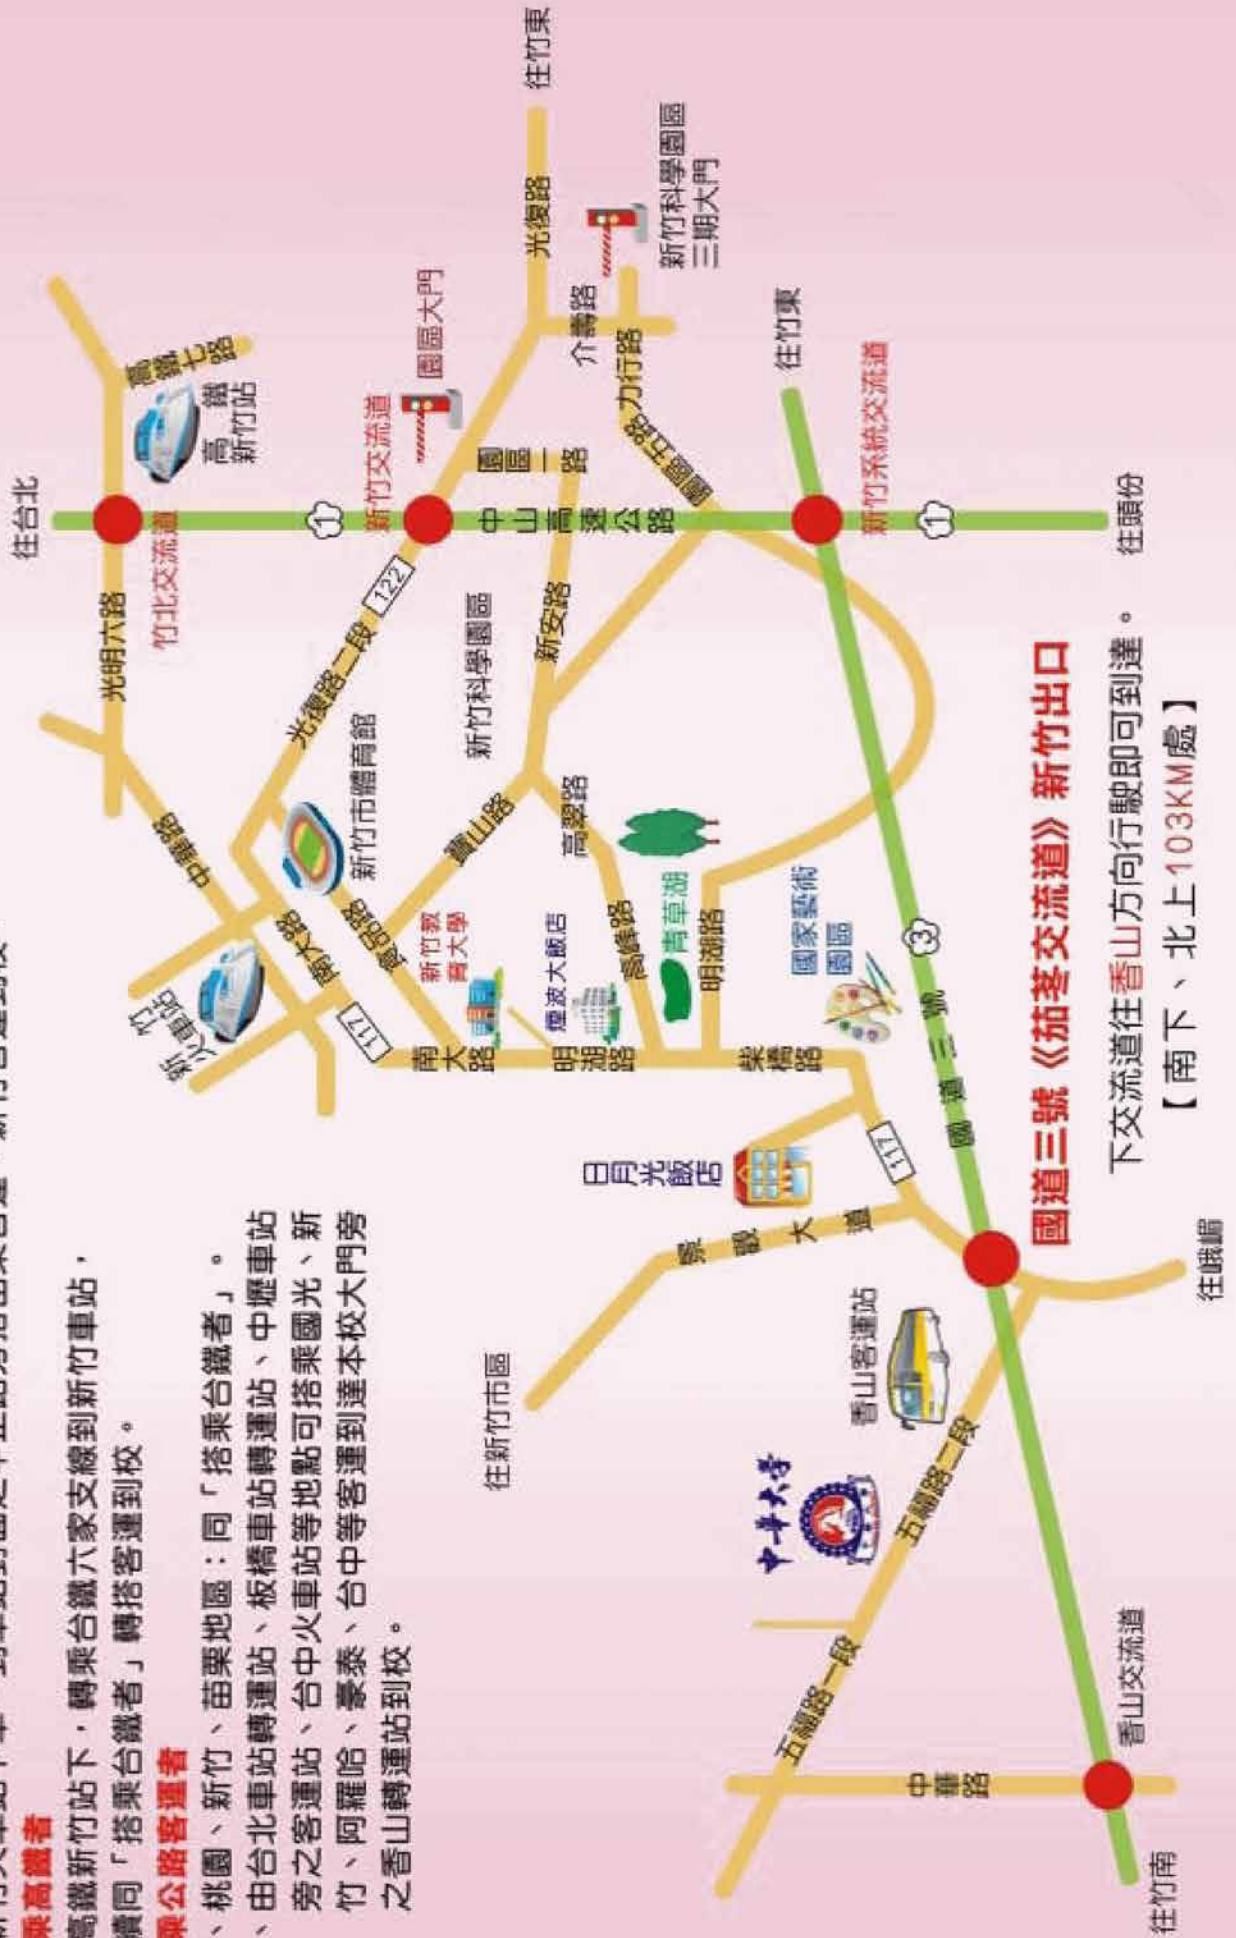 乘高鐵者
高鐵新竹站下，轉乘台鐵六家支線到新竹車站，
續同「搭乘台鐵者」轉搭客運到校。
乘公路客運者
、桃園、新竹、苗栗地區：同「搭乘台鐵者」。
、由台北車站轉運站、板橋車站轉運站、中壢車站
旁之客運站、台中火車站等地點可搭乘國光、新
竹、阿羅哈、豪泰、台中等客運到達本校大門旁
之香山轉運站到校。
往台北
光明六路
竹北交流道
高鐵七路
高鐵
新竹站
1
中華路
新竹
火車站
光復路二段
122
新竹交流道
園區大門
光復路
往竹東
新竹市體育館
南大路
食品路
117
新竹科學園區
中山高速公路
園區一路
介壽路
力行路
園區五路
新竹科學園區
三期大門
新竹教
育大學
寶山路
新安路
南大路
煙波大飯店
明湖路
高翠路
高峰路
青草湖
明湖路
柴橋路
國家藝術
園區
往竹東
新竹系統交流道
1
往頭份
日月光飯店
117
景觀大道
往新竹市區
國道三號
3
香山客運站
中華大學
五福路二段
五福路一段
中華路
香山交流道
往竹南
往峨嵋
國道三號《茄苳交流道》新竹出口
下交流道往香山方向行駛即可到達。
【南下、北上103KM處】